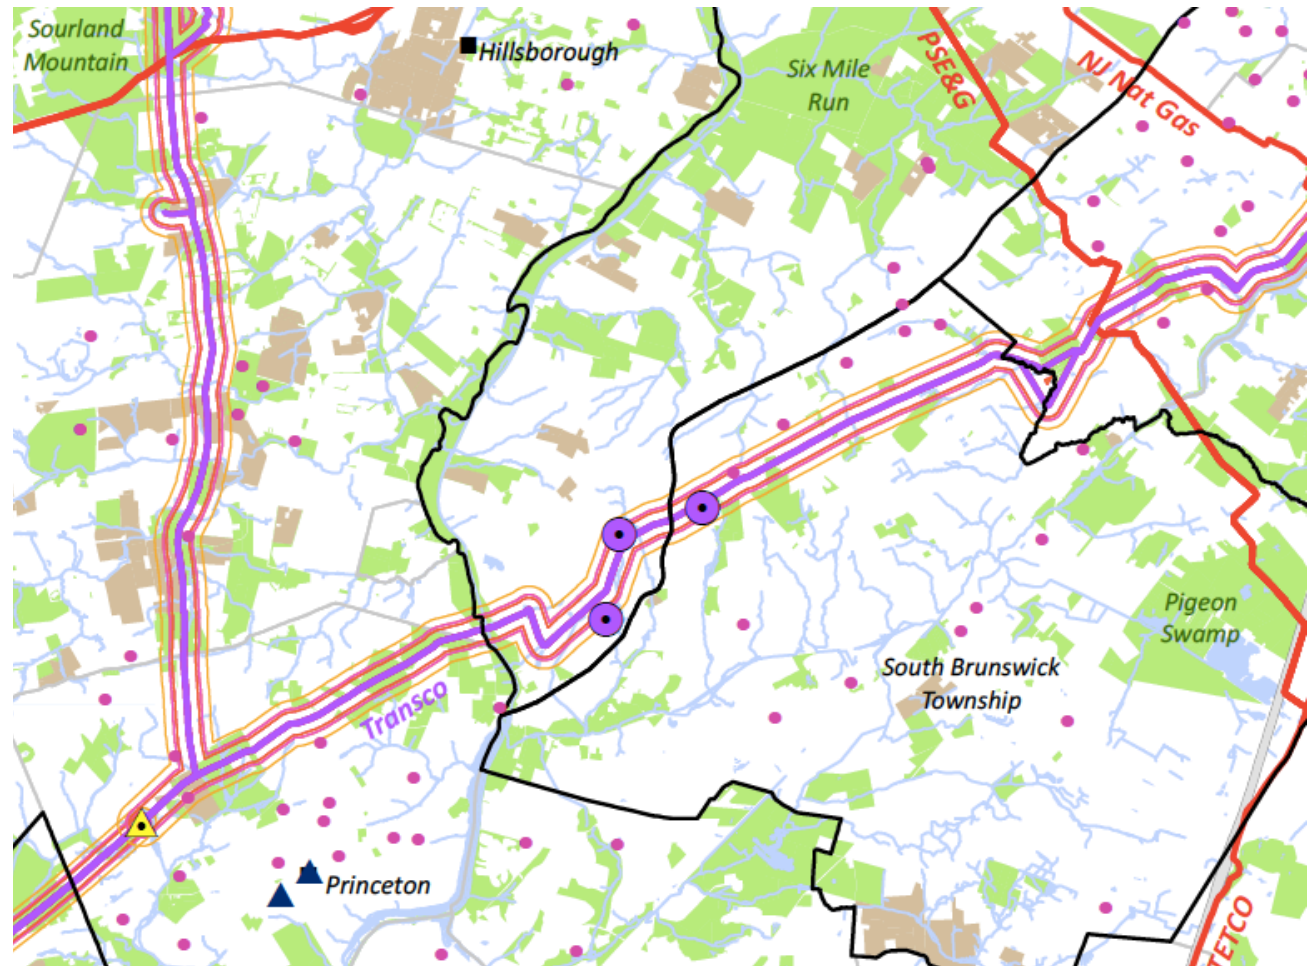 Sourland
Mountain
Hillsborough
Six Mile
Run
PSE&G
NJ Nat Gas
Pigeon
Swamp
South Brunswick
Township
Transco
Princeton
TETCO